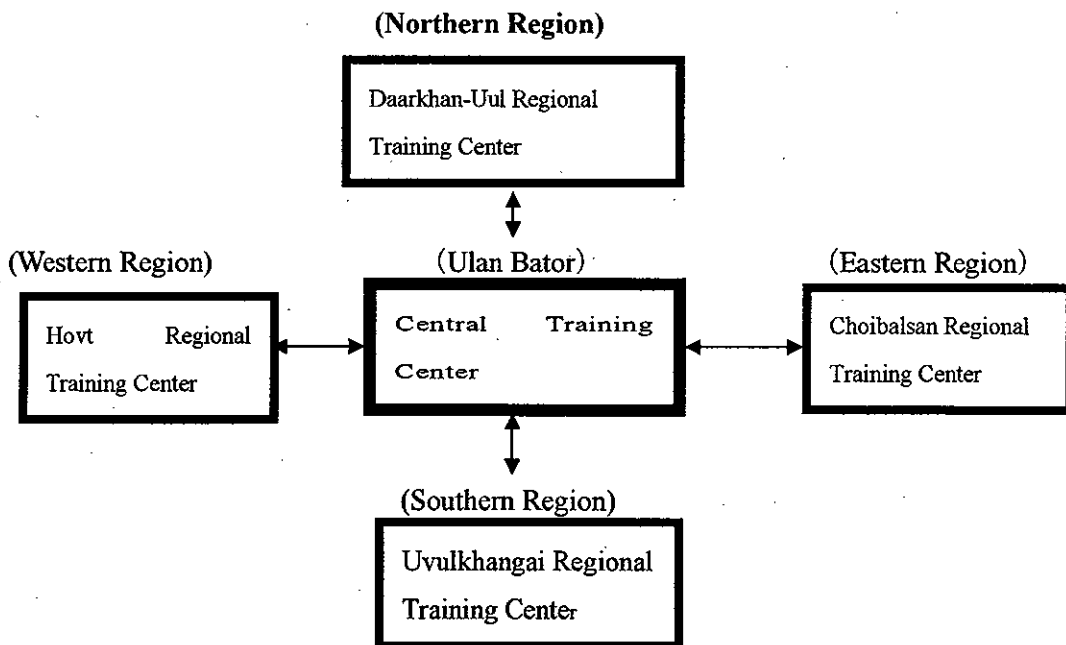 (Northern Region)
Daarkhan-Uul Regional
Training Center
(Western Region)
(Ulan Bator)
(Eastern Region)
Hovt Regional
Training Center
Central Training
Center
Choibalsan Regional
Training Center
(Southern Region)
Uvulkhangai Regional
Training Center